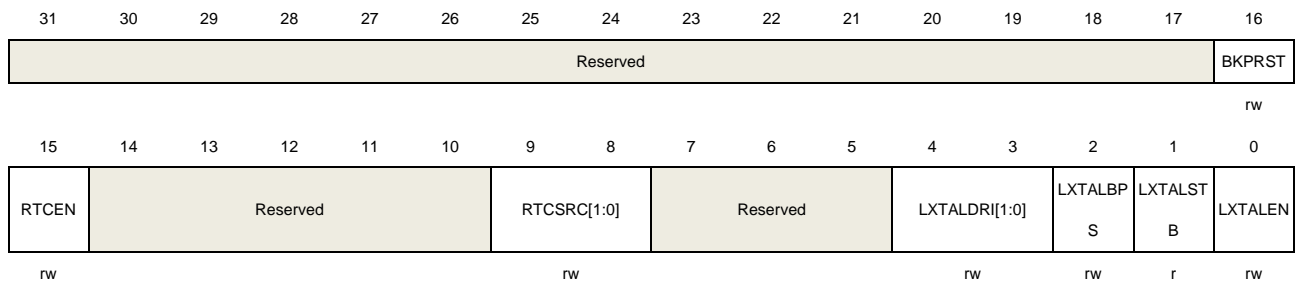 31 30 29 28 27 26 25 24 23 22 21 20 19 18 17 16
Reserved BKPRST
rw
15 14 13 12 11 10 9 8 7 6 5 4 3 2 1 0
RTCEN Reserved RTCSRC[1:0] Reserved LXTALDRI[1:0] LXTALBP LXTALST LXTALEN
S B
rw rw rw rw r rw